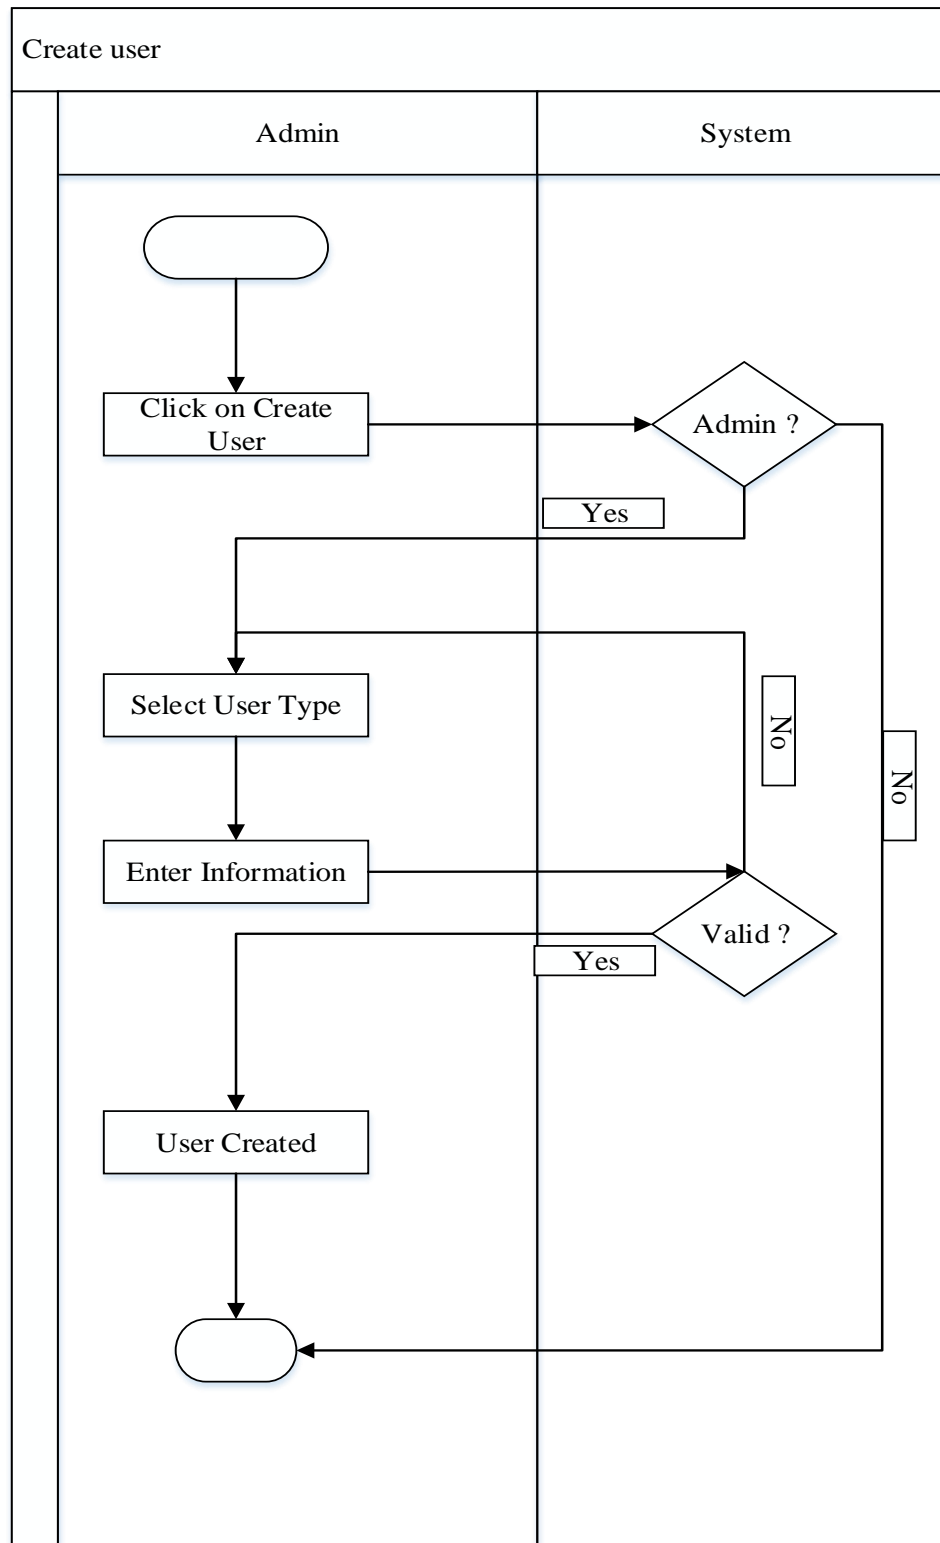 Create user
Admin
System
Click on Create
User
Admin ?
Yes
Select User Type
No
No
Enter Information
Valid ?
Yes
User Created